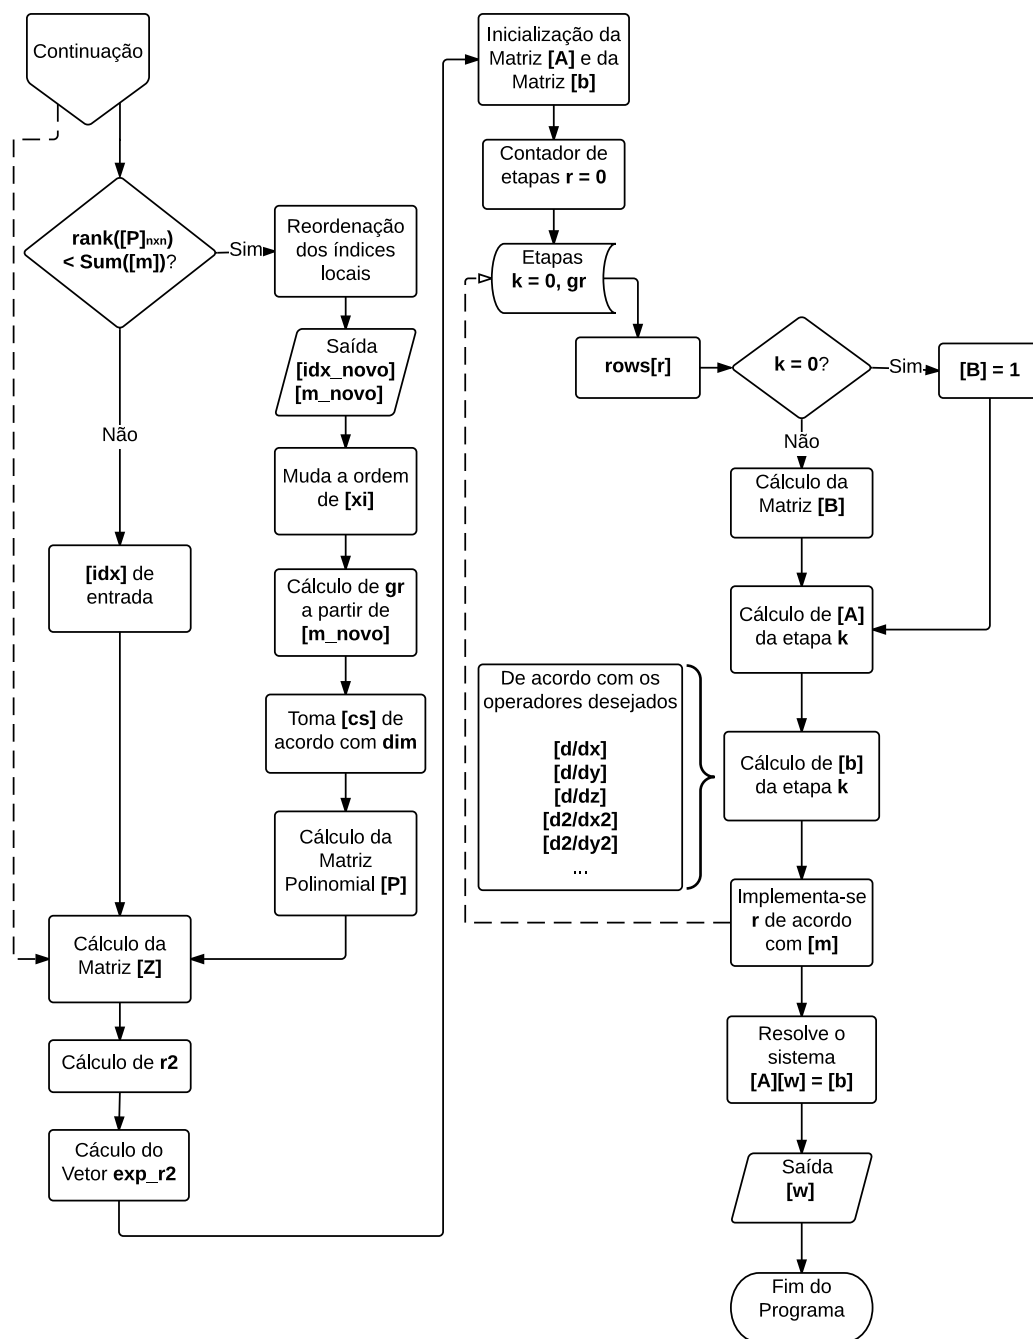 Continuação
rank([P]nxn)
< Sum([m])?
Sim
Reordenação
dos índices
locais
Saída
[idx_novo]
[m_novo]
Muda a ordem
de [xi]
Cálculo de gr
a partir de
[m_novo]
Toma [cs] de
acordo com dim
Cálculo da
Matriz
Polinomial [P]
Não
[idx] de
entrada
Cálculo da
Matriz [Z]
Cálculo de r2
Cáculo do
Vetor exp_r2
Inicialização da
Matriz [A] e da
Matriz [b]
Contador de
etapas r = 0
Etapas
k = 0, gr
rows[r]
k = 0?
Sim
[B] = 1
Não
Cálculo da
Matriz [B]
Cálculo de [A]
da etapa k
De acordo com os
operadores desejados
[d/dx]
[d/dy]
[d/dz]
[d2/dx2]
[d2/dy2]
...
Cálculo de [b]
da etapa k
Implementa-se
r de acordo
com [m]
Resolve o
sistema
[A][w] = [b]
Saída
[w]
Fim do
Programa